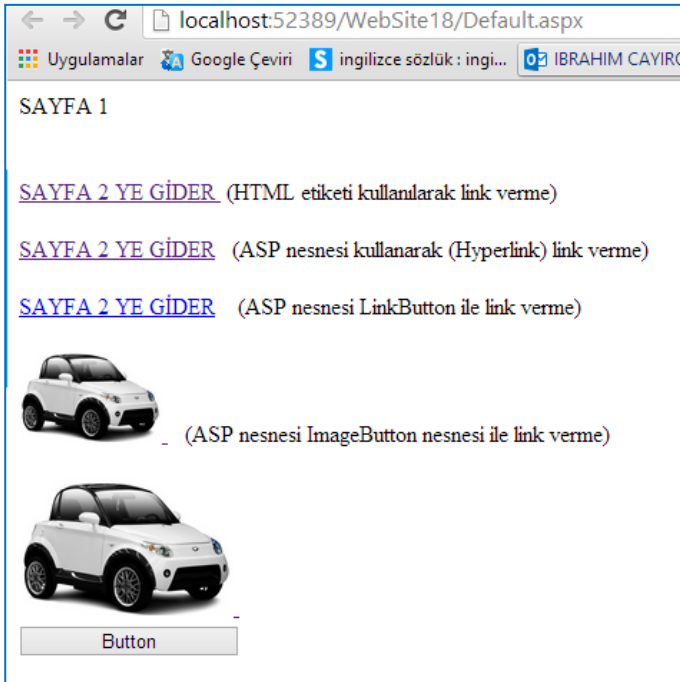 localhost:52389/WebSite18/Default.aspx
Uygulamalar Google Çeviri S ingilizce sözlük : ingi... IBRAHIM CAYIRO
SAYFA 1
SAYFA 2 YE GİDER (HTML etiketi kullanılarak link verme)
SAYFA 2 YE GİDER (ASP nesnesi kullanarak (Hyperlink) link verme)
SAYFA 2 YE GİDER (ASP nesnesi LinkButton ile link verme)
(ASP nesnesi ImageButton nesnesi ile link verme)
Button